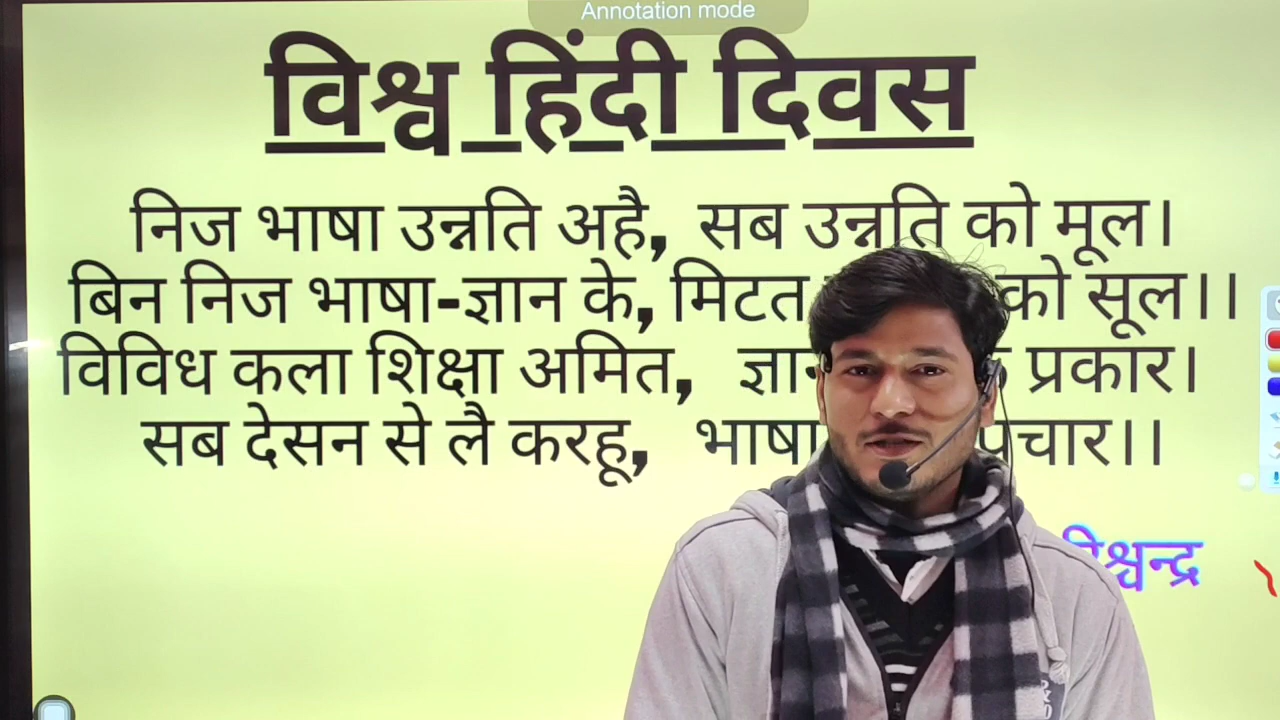 Annotation mode
विश्व हिंदी दिवस
निज भाषा उन्नति अहै, सब उन्नति को मूल।
बिन निज भाषा-ज्ञान के, मिटत को सूल।।
विविध कला शिक्षा अमित, प्रकार।
सब देसन से लै करहू, भाषा